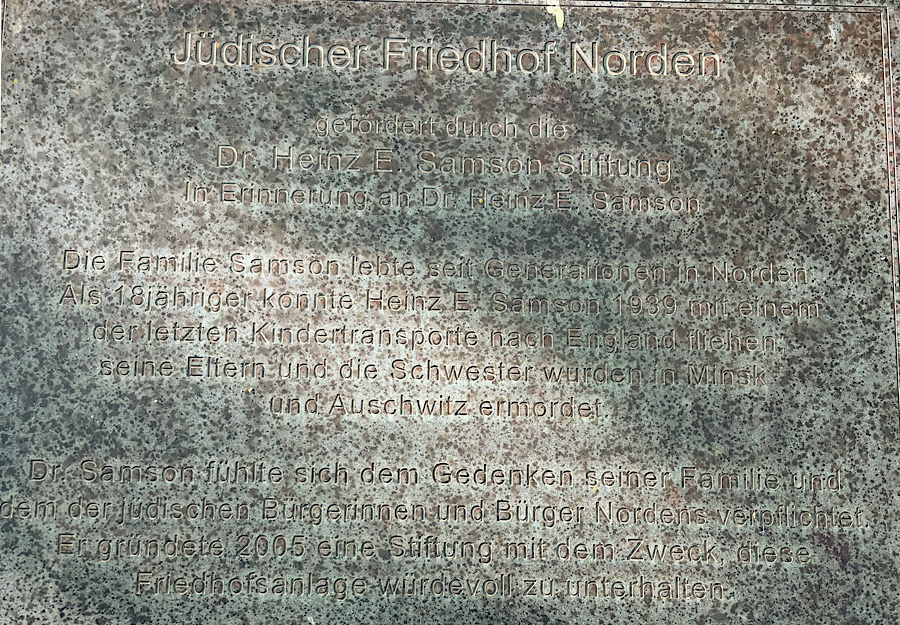 Jüdischer Friedhof Norden
gefördert durch die
Dr. Heinz E. Samson Stiftung
In Erinnerung an Dr. Heinz E. Samson
Die Familie Samson lebte seit Generationen in Norden.
Als 18jähriger konnte Heinz E. Samson 1939 mit einem
der letzten Kindertransporte nach England fliehen;
seine Eltern und die Schwester wurden in Minsk
und Auschwitz ermordet.
Dr. Samson fühlte sich dem Gedenken seiner Familie und
dem der jüdischen Bürgerinnen und Bürger Nordens verpflichtet.
Er gründete 2005 eine Stiftung mit dem Zweck, diese
Friedhofsanlage würdevoll zu unterhalten.